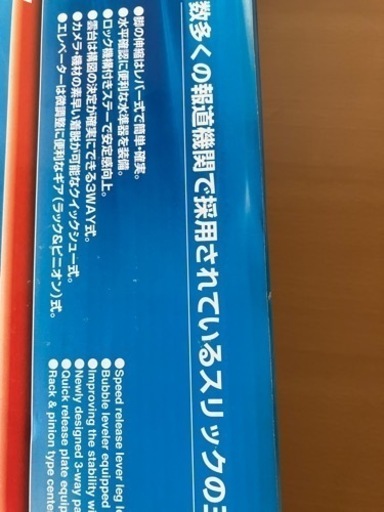 数多くの報道機関で採用されているスリックの
●脚の伸縮はレバー式で簡単・確実。
●水平確認に便利な水準器を装備。
●ロック機構付きステーで安定感向上。
●雲台は構図の決定が確実にできる3WAY式。
●カメラ・機材の素早い着脱が可能なクイックシュー式。
●エレベーターは微調整に便利なギア(ラック&ピニオン)式。
●Speed release lever leg
●Bubble leveler equipped
●Improving the stability
●Newly designed 3-way
●Quick release plate
●Rack & pinion type